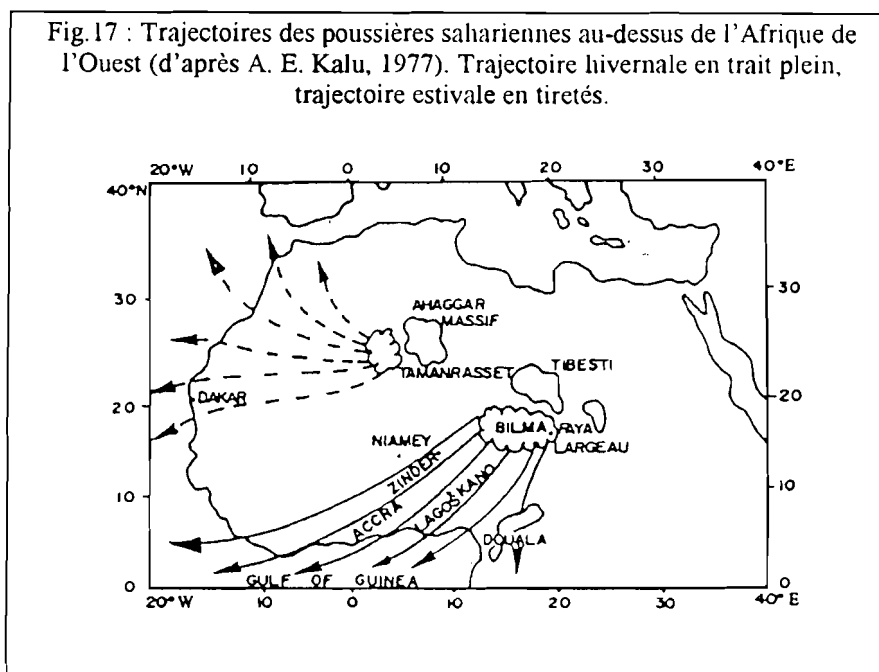 Fig.17 : Trajectoires des poussières sahariennes au-dessus de l'Afrique de
l'Ouest (d'après A. E. Kalu, 1977). Trajectoire hivernale en trait plein,
trajectoire estivale en tiretés.
20°W 10 0 10 20 30 40°E
40°N
30 30
AHAGGAR
MASSIF
TAMANRASSET
TIBESTI
DAKAR
20 20
BILMA
FAYA
LARGEAU
NIAMEY
ZINDER
10 10
ACCRA
LAGOS
KANO
DOUALA
GULF OF GUINEA
0 0
20°W 10 0 10 20 30 40°E